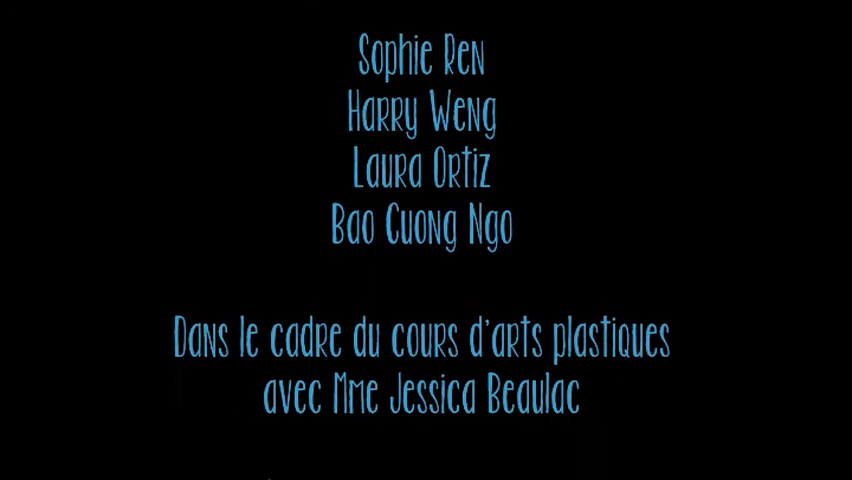 Sophie Ren
Harry Weng
Laura Ortiz
Bao Cuong Ngo
Dans le cadre du cours d'arts plastiques
avec Mme Jessica Beaulac